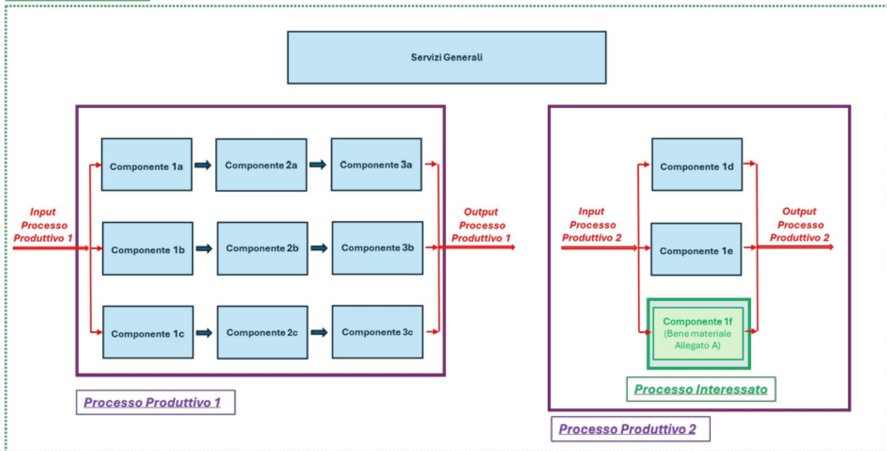 Servizi Generali
Componente 1a
Componente 2a
Componente 3a
Input
Processo
Produttivo 1
Output
Processo
Produttivo 1
Componente 1b
Componente 2b
Componente 3b
Componente 1c
Componente 2c
Componente 3c
Processo Produttivo 1
Componente 1d
Input
Processo
Produttivo 2
Output
Processo
Produttivo 2
Componente 1e
Componente 1f
(Bene materiale
Allegato A)
Processo Interessato
Processo Produttivo 2